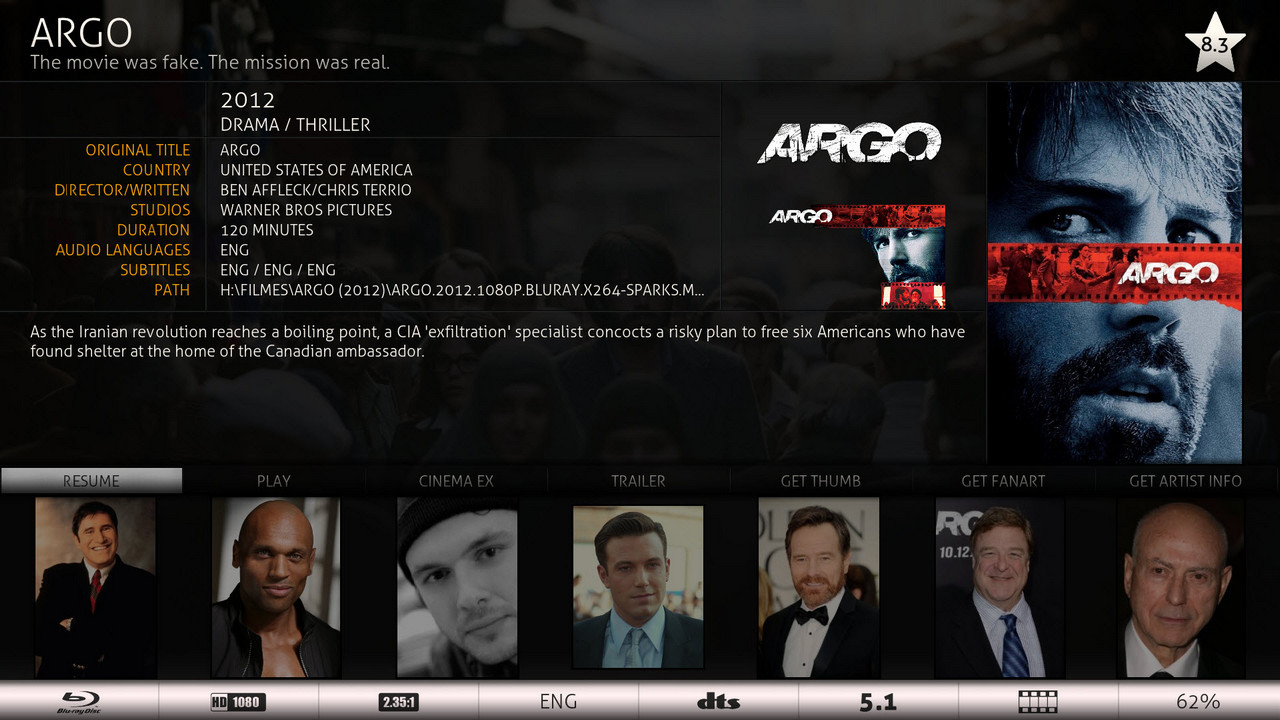 ARGO
8.3
The movie was fake. The mission was real.
2012
DRAMA / THRILLER
ORIGINAL TITLE ARGO
COUNTRY UNITED STATES OF AMERICA
DIRECTOR/WRITTEN BEN AFFLECK/CHRIS TERRIO
STUDIOS WARNER BROS PICTURES
DURATION 120 MINUTES
AUDIO LANGUAGES ENG
SUBTITLES ENG / ENG / ENG
PATH H:\FILMES\ARGO (2012)\ARGO.2012.1080P.BLURAY.X264-SPARKS.M...
ARGO
ARGO
ARGO
As the Iranian revolution reaches a boiling point, a CIA 'exfiltration' specialist concocts a risky plan to free six Americans who have
found shelter at the home of the Canadian ambassador.
RESUME PLAY CINEMA EX TRAILER GET THUMB GET FANART GET ARTIST INFO
RGO
10.12.
Blu-ray Disc HD 1080 2.35:1 ENG dts 5.1 62%